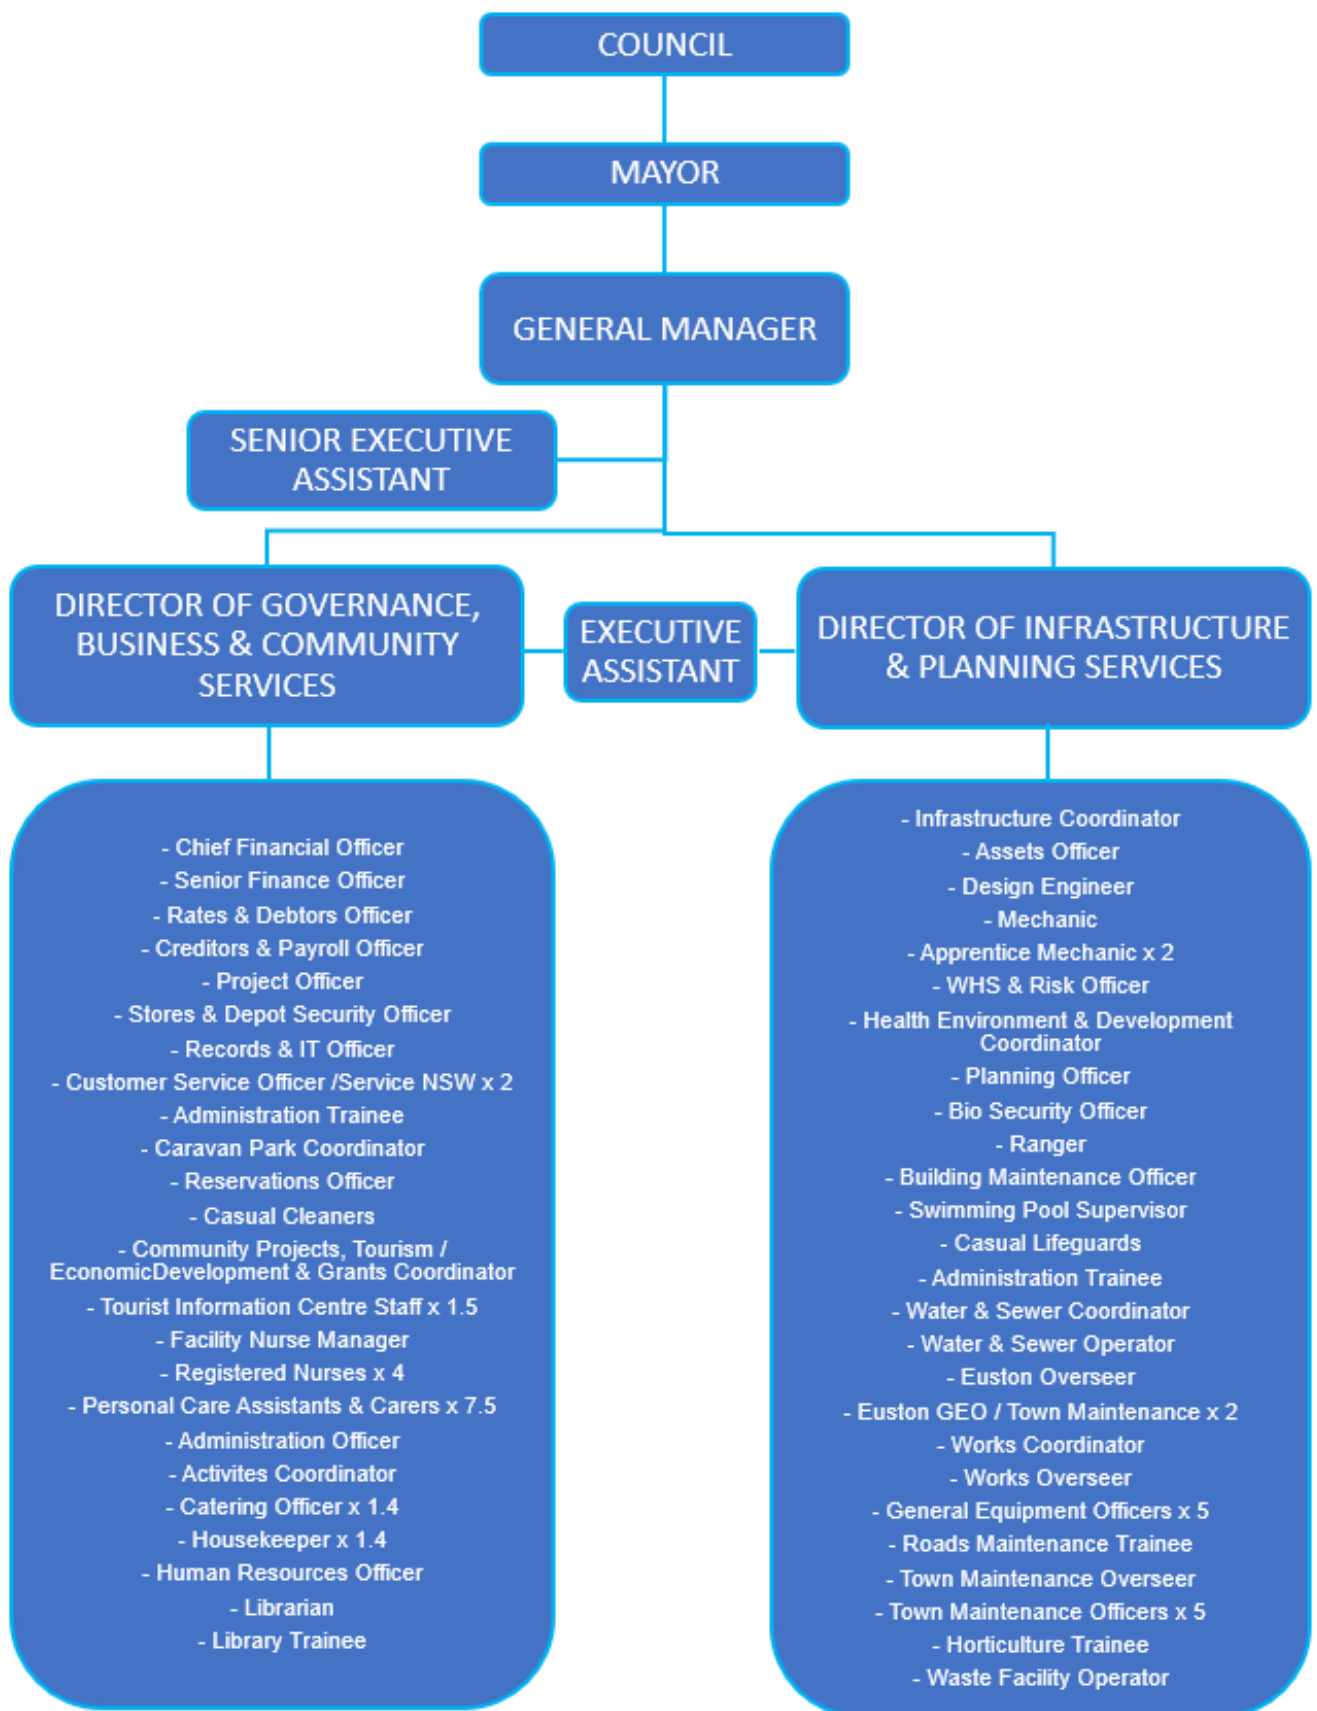 COUNCIL
MAYOR
GENERAL MANAGER
SENIOR EXECUTIVE
ASSISTANT
DIRECTOR OF GOVERNANCE,
BUSINESS & COMMUNITY
SERVICES
EXECUTIVE
ASSISTANT
DIRECTOR OF INFRASTRUCTURE
& PLANNING SERVICES
- Chief Financial Officer
- Senior Finance Officer
- Rates & Debtors Officer
- Creditors & Payroll Officer
- Project Officer
- Stores & Depot Security Officer
- Records & IT Officer
- Customer Service Officer /Service NSW x 2
- Administration Trainee
- Caravan Park Coordinator
- Reservations Officer
- Casual Cleaners
- Community Projects, Tourism /
EconomicDevelopment & Grants Coordinator
- Tourist Information Centre Staff x 1.5
- Facility Nurse Manager
- Registered Nurses x 4
- Personal Care Assistants & Carers x 7.5
- Administration Officer
- Activites Coordinator
- Catering Officer x 1.4
- Housekeeper x 1.4
- Human Resources Officer
- Librarian
- Library Trainee
- Infrastructure Coordinator
- Assets Officer
- Design Engineer
- Mechanic
- Apprentice Mechanic x 2
- WHS & Risk Officer
- Health Environment & Development
Coordinator
- Planning Officer
- Bio Security Officer
- Ranger
- Building Maintenance Officer
- Swimming Pool Supervisor
- Casual Lifeguards
- Administration Trainee
- Water & Sewer Coordinator
- Water & Sewer Operator
- Euston Overseer
- Euston GEO / Town Maintenance x 2
- Works Coordinator
- Works Overseer
- General Equipment Officers x 5
- Roads Maintenance Trainee
- Town Maintenance Overseer
- Town Maintenance Officers x 5
- Horticulture Trainee
- Waste Facility Operator